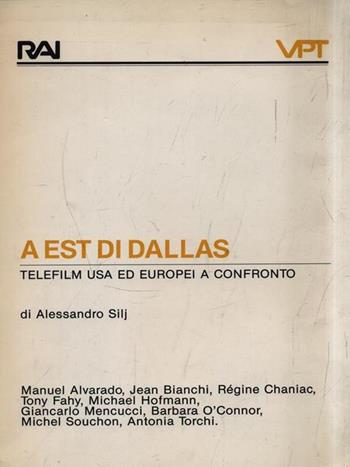 RAI VPT
A EST DI DALLAS
TELEFILM USA ED EUROPEI A CONFRONTO
di Alessandro Silj
Manuel Alvarado, Jean Bianchi, Régine Chaniac,
Tony Fahy, Michael Hofmann,
Giancarlo Mencucci, Barbara O'Connor,
Michel Souchon, Antonia Torchi.